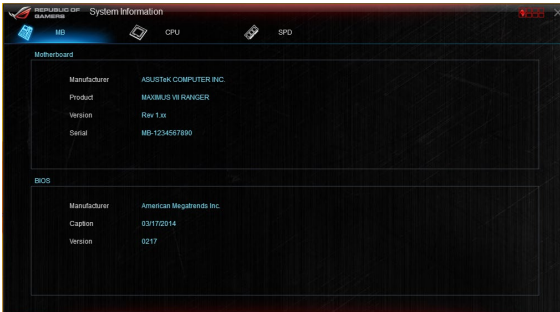 REPUBLIC OF GAMERS System Information
MB CPU SPD
Motherboard
Manufacturer ASUSTeK COMPUTER INC.
Product MAXIMUS VII RANGER
Version Rev 1.xx
Serial MB-1234567890
BIOS
Manufacturer American Megatrends Inc.
Caption 03/17/2014
Version 0217